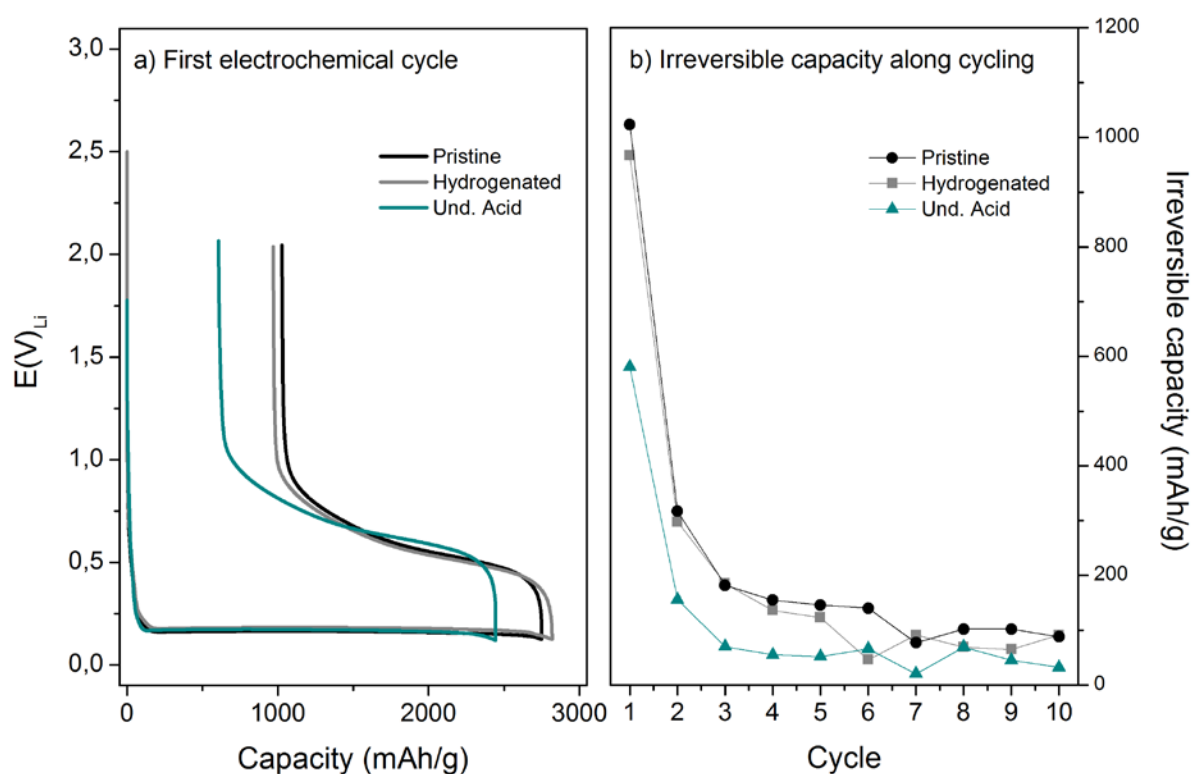 a) First electrochemical cycle
Pristine
Hydrogenated
Und. Acid
3,0
2,5
2,0
1,5
1,0
0,5
0,0
E(V)Li
0
1000
2000
3000
Capacity (mAh/g)
b) Irreversible capacity along cycling
Pristine
Hydrogenated
Und. Acid
1200
1000
800
600
400
200
0
Irreversible capacity (mAh/g)
1 2 3 4 5 6 7 8 9 10
Cycle